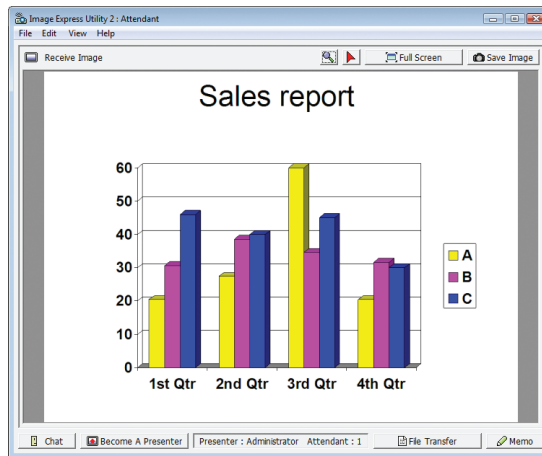 Image Express Utility 2 : Attendant
File Edit View Help
Receive Image Full Screen Save Image
Sales report
60
50
40
30
20
10
0
A
B
C
1st Qtr 2nd Qtr 3rd Qtr 4th Qtr
Chat Become A Presenter Presenter : Administrator Attendant : 1 File Transfer Memo